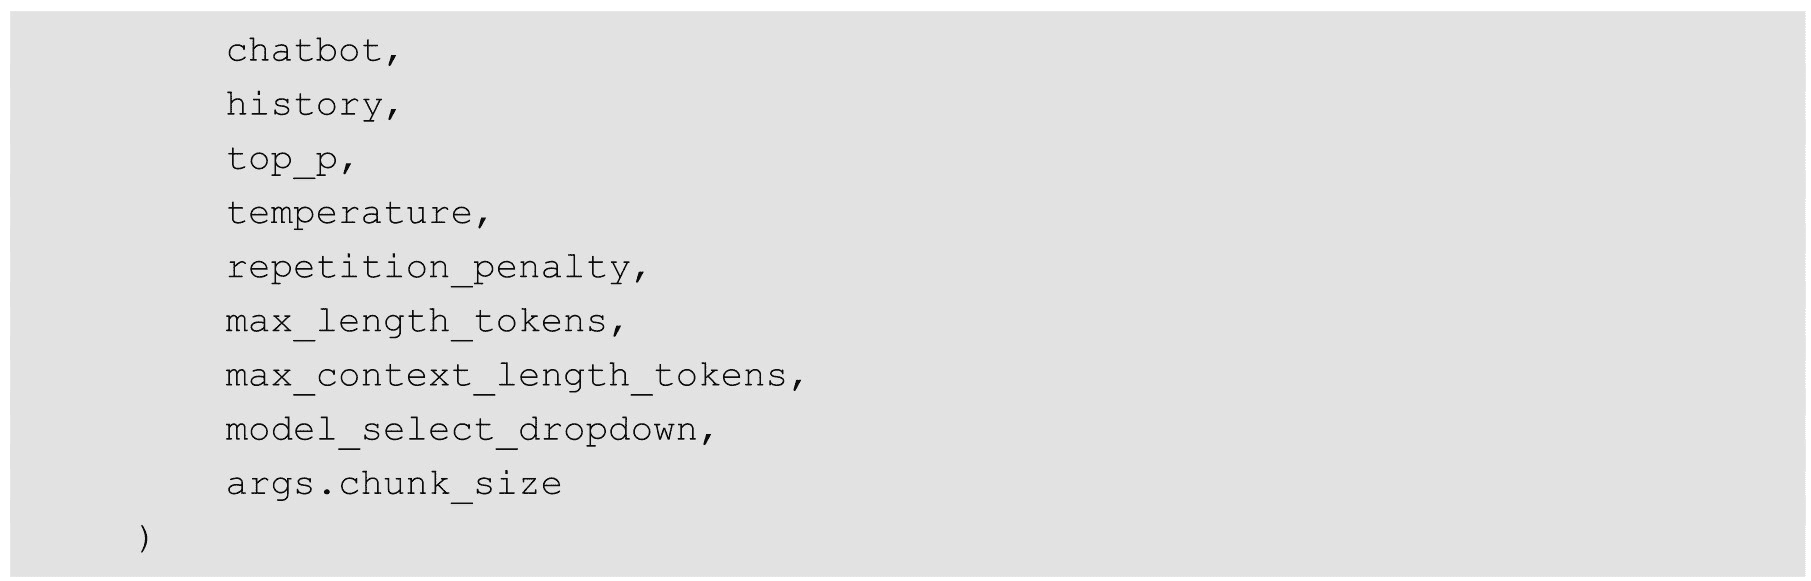 chatbot,
history,
top_p,
temperature,
repetition_penalty,
max_length_tokens,
max_context_length_tokens,
model_select_dropdown,
args.chunk_size
)